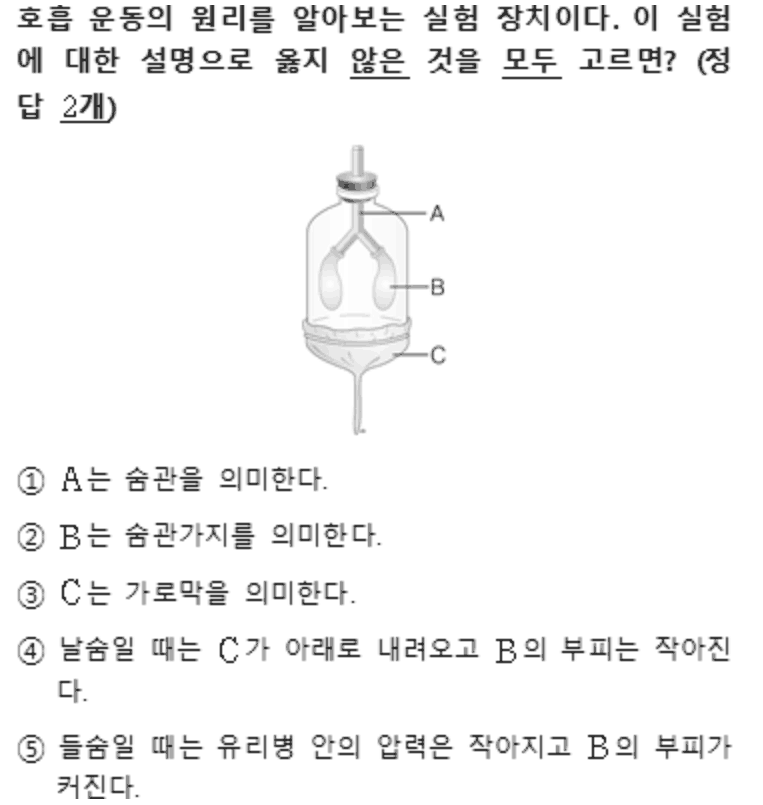 호흡 운동의 원리를 알아보는 실험 장치이다. 이 실험
에 대한 설명으로 옳지 않은 것을 모두 고르면? (정
답 2개)
A
B
C
① A는 숨관을 의미한다.
② B는 숨관가지를 의미한다.
③ C는 가로막을 의미한다.
④ 날숨일 때는 C가 아래로 내려오고 B의 부피는 작아진
다.
⑤ 들숨일 때는 유리병 안의 압력은 작아지고 B의 부피가
커진다.